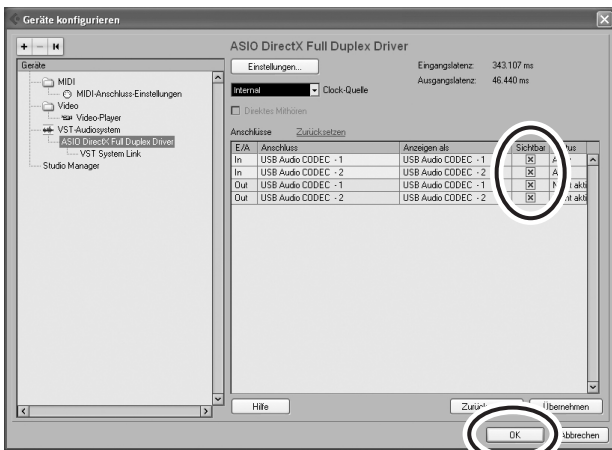 Geräte konfigurieren
Geräte
MIDI
MIDI-Anschluss-Einstellungen
Video
Video-Player
VST-Audiosystem
ASIO DirectX Full Duplex Driver
VST System Link
Studio Manager
ASIO DirectX Full Duplex Driver
Einstellungen...
Eingangslatenz: 343.107 ms
Ausgangslatenz: 46.440 ms
Internal Clock-Quelle
Direktes Mithören
Anschlüsse Zurücksetzen
E/A Anschluss Anzeigen als Sichtbar
In USB Audio CODEC - 1 USB Audio CODEC - 1
In USB Audio CODEC - 2 USB Audio CODEC - 2
Out USB Audio CODEC - 1 USB Audio CODEC - 1 akti
Out USB Audio CODEC - 2 USB Audio CODEC - 2 akti
Hilfe Übernehmen
OK Abbrechen